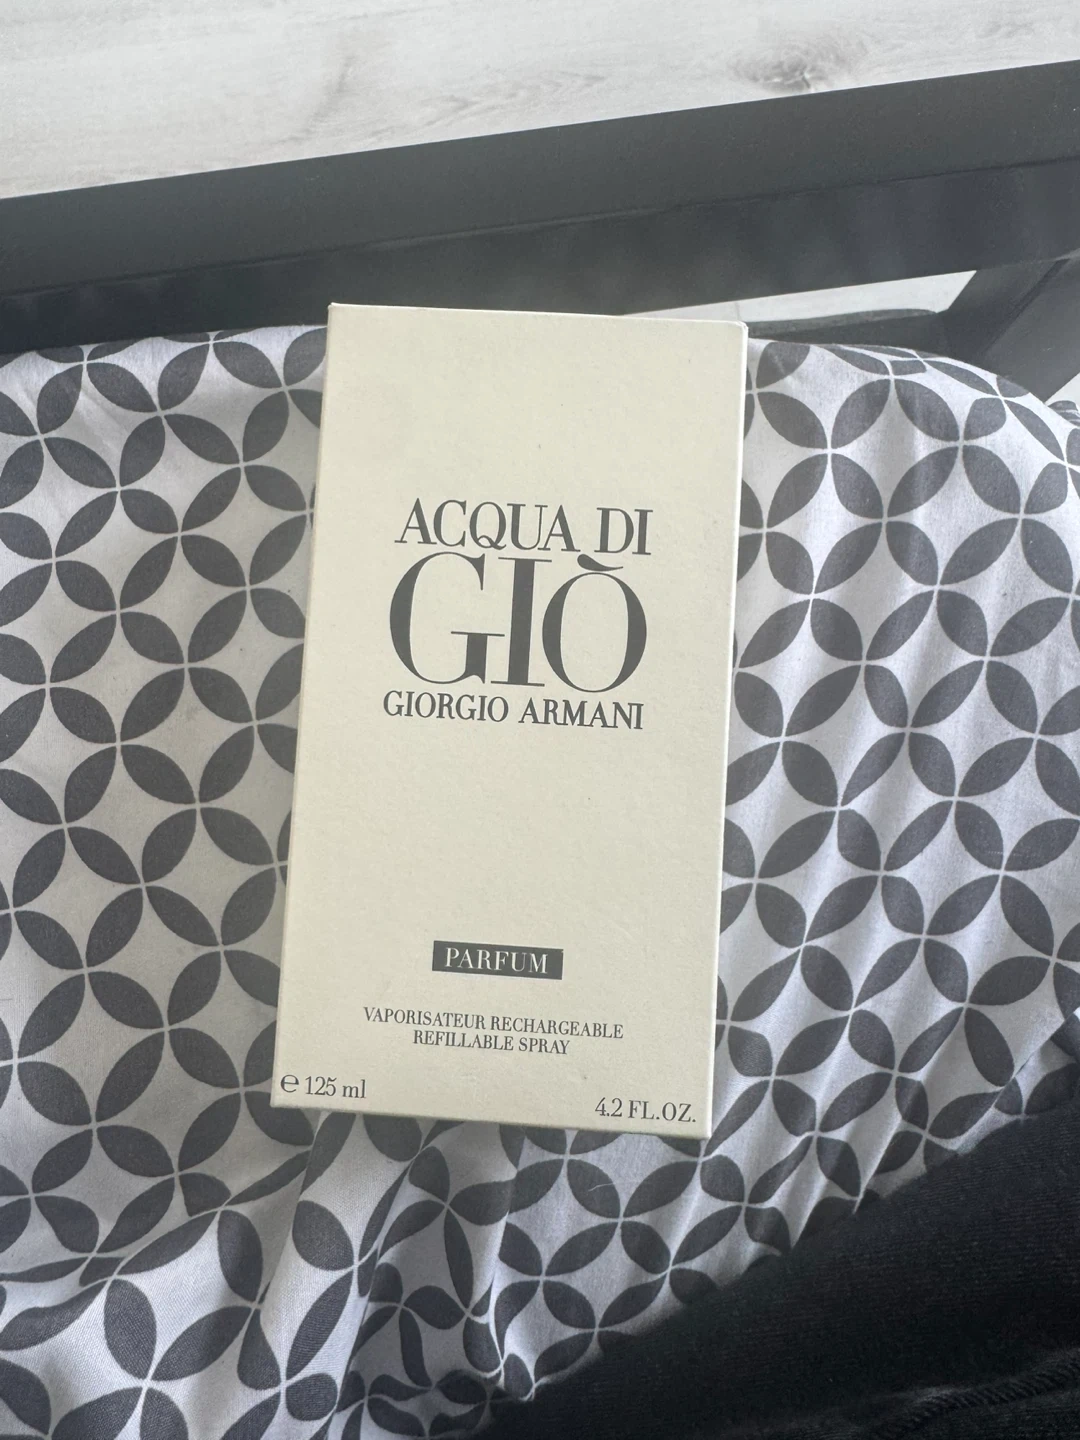 ACQUA DI
GIÒ
GIORGIO ARMANI
PARFUM
VAPORISATEUR RECHARGEABLE
REFILLABLE SPRAY
℮ 125 ml
4.2 FL.OZ.